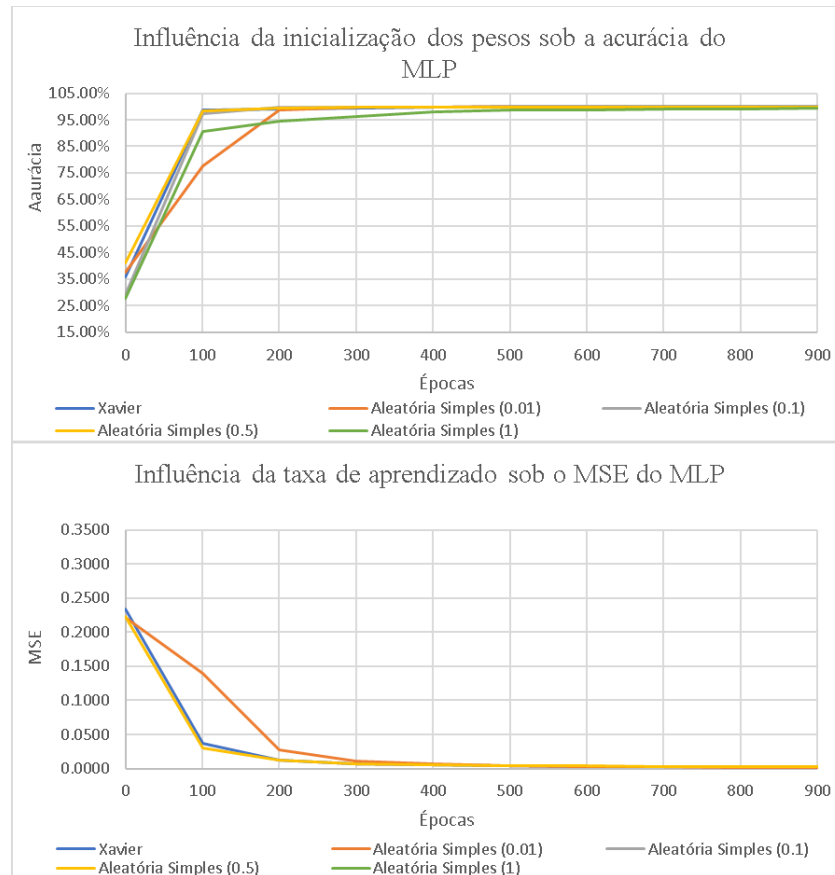 Influência da inicialização dos pesos sob a acurácia do
MLP
105.00%
95.00%
85.00%
75.00%
65.00%
55.00%
45.00%
35.00%
25.00%
15.00%
Aaurácia
0 100 200 300 400 500 600 700 800 900
Épocas
Xavier Aleatória Simples (0.01) Aleatória Simples (0.1)
Aleatória Simples (0.5) Aleatória Simples (1)
Influência da taxa de aprendizado sob o MSE do MLP
0.3500
0.3000
0.2500
0.2000
0.1500
0.1000
0.0500
0.0000
MSE
0 100 200 300 400 500 600 700 800 900
Épocas
Xavier Aleatória Simples (0.01) Aleatória Simples (0.1)
Aleatória Simples (0.5) Aleatória Simples (1)